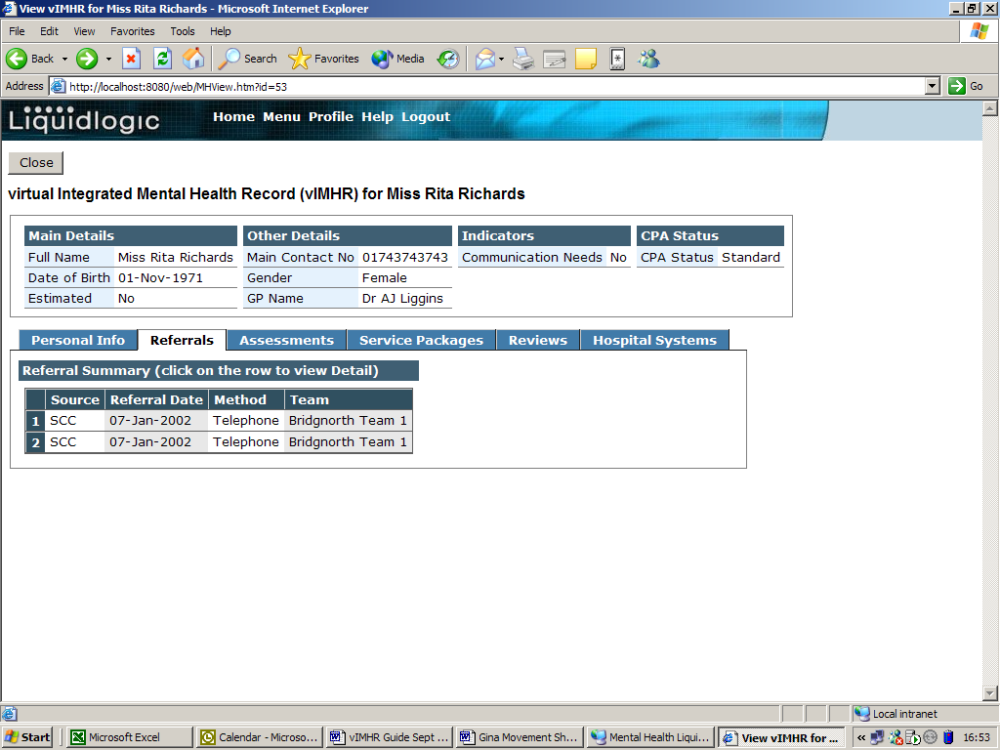 View vIMHR for Miss Rita Richards - Microsoft Internet Explorer
File Edit View Favorites Tools Help
Back Search Favorites Media
Address http://localhost:8080/web/MHView.htm?id=53 Go
Liquidlogic Home Menu Profile Help Logout
Close
virtual Integrated Mental Health Record (vIMHR) for Miss Rita Richards
Main Details Other Details Indicators CPA Status
Full Name Miss Rita Richards Main Contact No 01743743743 Communication Needs No CPA Status Standard
Date of Birth 01-Nov-1971 Gender Female
Estimated No GP Name Dr AJ Liggins
Personal Info Referrals Assessments Service Packages Reviews Hospital Systems
Referral Summary (click on the row to view Detail)
Source Referral Date Method Team
1 SCC 07-Jan-2002 Telephone Bridgnorth Team 1
2 SCC 07-Jan-2002 Telephone Bridgnorth Team 1
Local intranet
Start Microsoft Excel Calendar - Microso... vIMHR Guide Sept ... Gina Movement Sh... Mental Health Liqui... View vIMHR for ... « 16:53